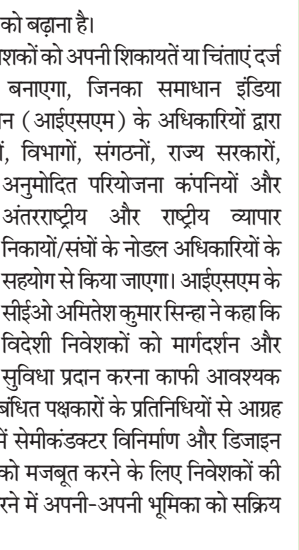 को बढ़ाना है।
शकों को अपनी शिकायतें या चिंताएं दर्ज
बनाएगा, जिनका समाधान इंडिया
न (आईएसएम) के अधिकारियों द्वारा
ों, विभागों, संगठनों, राज्य सरकारों,
अनुमोदित परियोजना कंपनियों और
अंतरराष्ट्रीय और राष्ट्रीय व्यापार
निकायों/संघों के नोडल अधिकारियों के
सहयोग से किया जाएगा। आईएसएम के
सीईओ अमितेश कुमार सिन्हा ने कहा कि
विदेशी निवेशकों को मार्गदर्शन और
सुविधा प्रदान करना काफी आवश्यक
बंधित पक्षकारों के प्रतिनिधियों से आग्रह
में सेमीकंडक्टर विनिर्माण और डिजाइन
को मजबूत करने के लिए निवेशकों की
रने में अपनी-अपनी भूमिका को सक्रिय